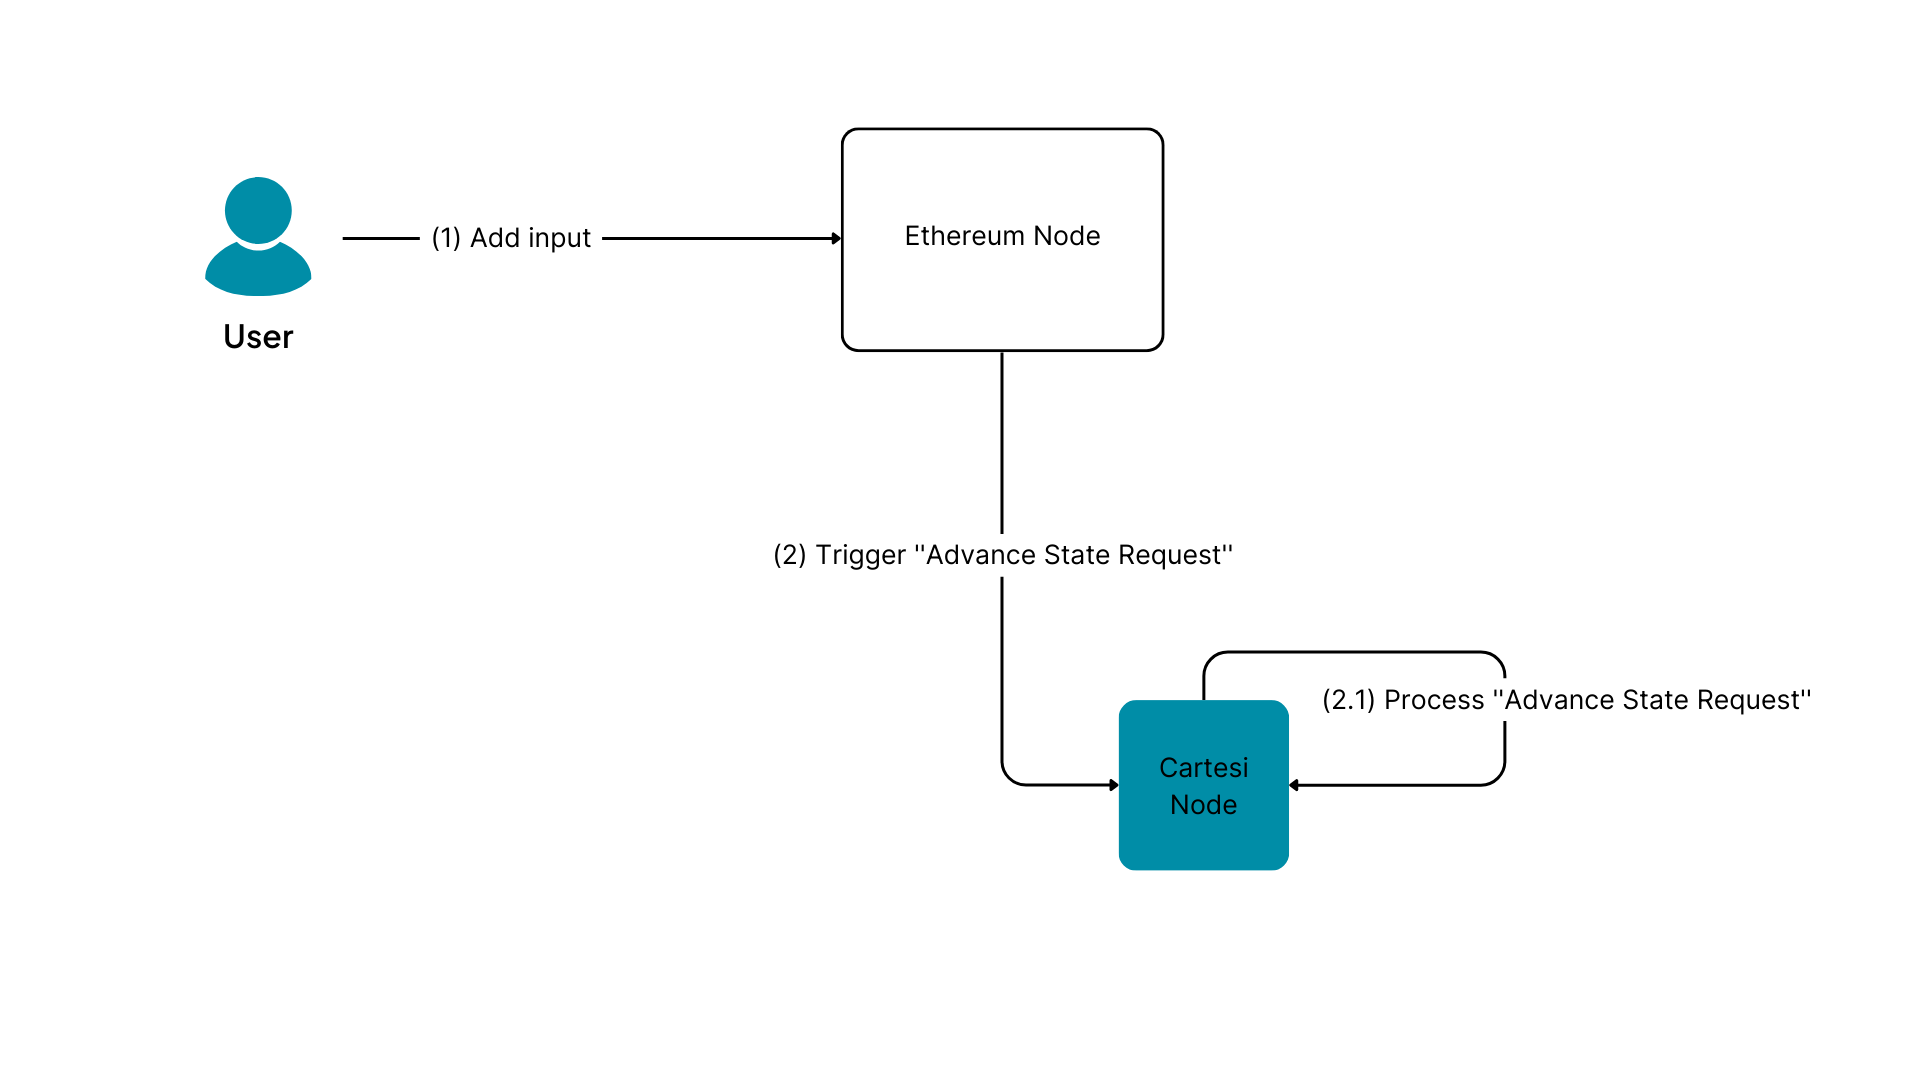 (1) Add input
Ethereum Node
User
(2) Trigger "Advance State Request"
(2.1) Process "Advance State Request"
Cartesi
Node